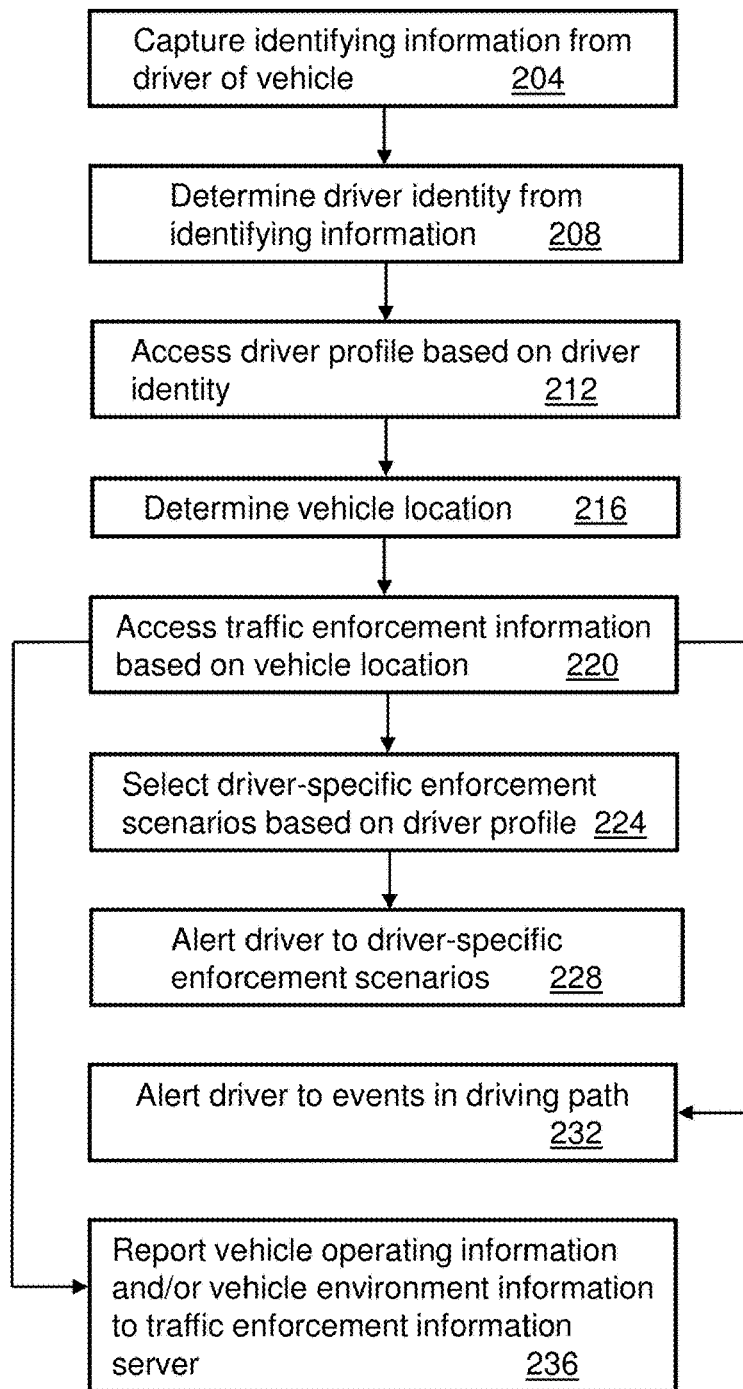 Capture identifying information from
driver of vehicle 204
Determine driver identity from
identifying information 208
Access driver profile based on driver
identity 212
Determine vehicle location 216
Access traffic enforcement information
based on vehicle location 220
Select driver-specific enforcement
scenarios based on driver profile 224
Alert driver to driver-specific
enforcement scenarios 228
Alert driver to events in driving path
232
Report vehicle operating information
and/or vehicle environment information
to traffic enforcement information
server 236